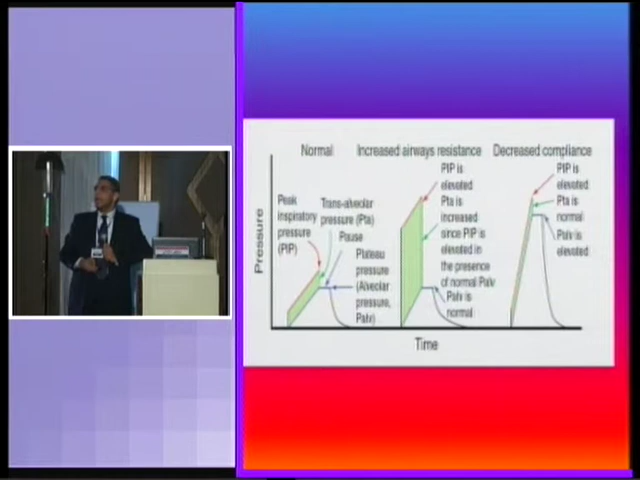 Normal
Increased airways resistance
Decreased compliance
Peak
inspiratory
pressure
(PIP)
Trans-alveolar
pressure (Pta)
Pause
Plateau
pressure
(Alveolar
pressure,
Palv)
PIP is
elevated
Pta is
increased
since PIP is
elevated in
the presence
of normal Palv
Palv is
normal
PIP is
elevated
Pta is
normal
Palv is
elevated
Pressure
Time